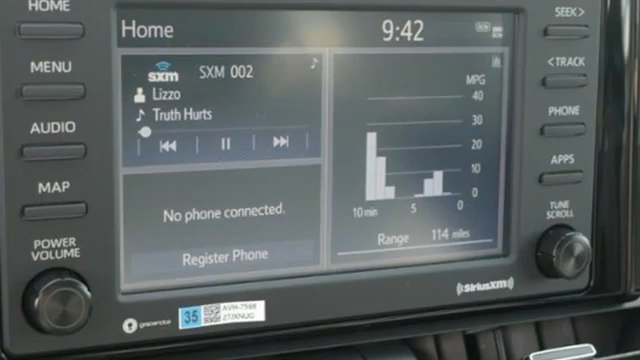 HOME
MENU
AUDIO
MAP
POWER
VOLUME
Home
9:42
sxm SXM 002
Lizzo
Truth Hurts
No phone connected.
Register Phone
MPG
40
30
20
10
0
10 min 5 0
Range 114 miles
SEEK>
<TRACK
PHONE
APPS
TUNE
SCROLL
gracenote
35
AVH-7598
((SiriusXM))